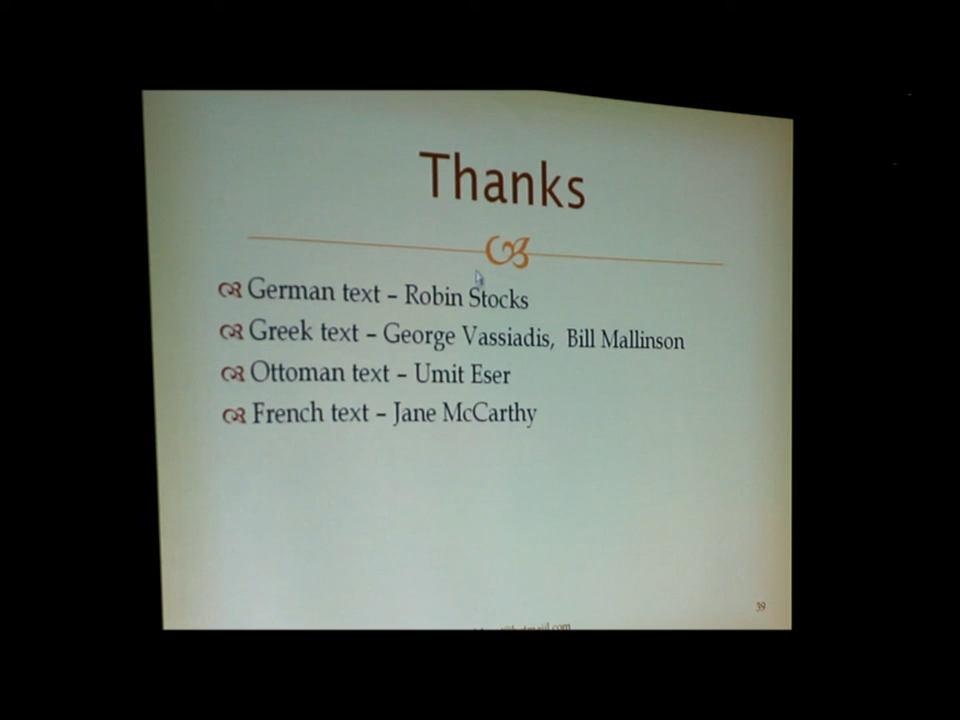 Thanks
German text – Robin Stocks
Greek text – George Vassiadis, Bill Mallinson
Ottoman text – Umit Eser
French text – Jane McCarthy
39